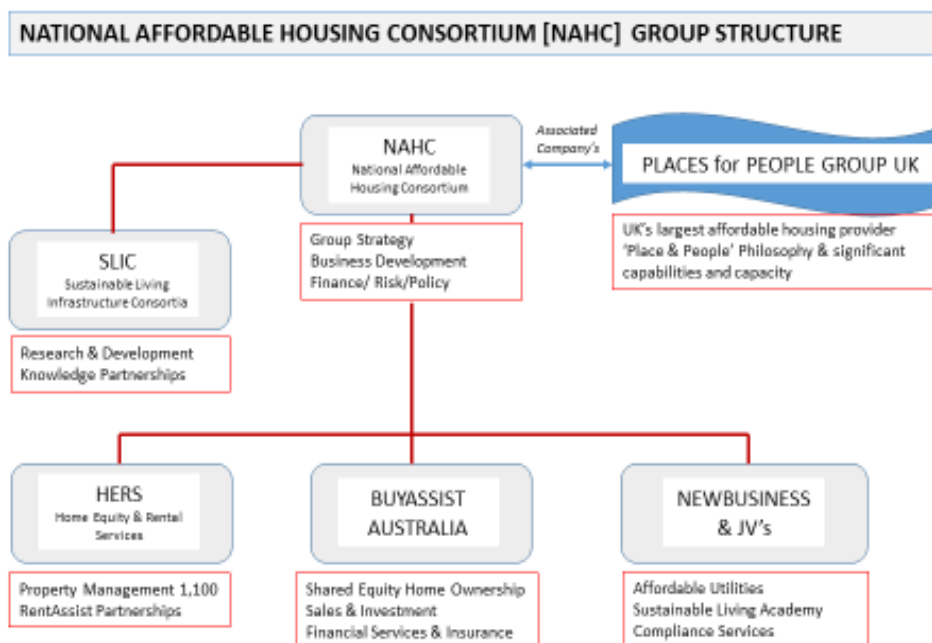 NATIONAL AFFORDABLE HOUSING CONSORTIUM [NAHC] GROUP STRUCTURE
NAHC
National Affordable
Housing Consortium
Associated
Company's
PLACES for PEOPLE GROUP UK
Group Strategy
Business Development
Finance/ Risk/Policy
UK's largest affordable housing provider
'Place & People' Philosophy & significant
capabilities and capacity
SLIC
Sustainable Living
Infrastructure Consortia
Research & Development
Knowledge Partnerships
HERS
Home Equity & Rental
Services
BUYASSIST
AUSTRALIA
NEWBUSINESS
& JV's
Property Management 1,100
RentAssist Partnerships
Shared Equity Home Ownership
Sales & Investment
Financial Services & Insurance
Affordable Utilities
Sustainable Living Academy
Compliance Services